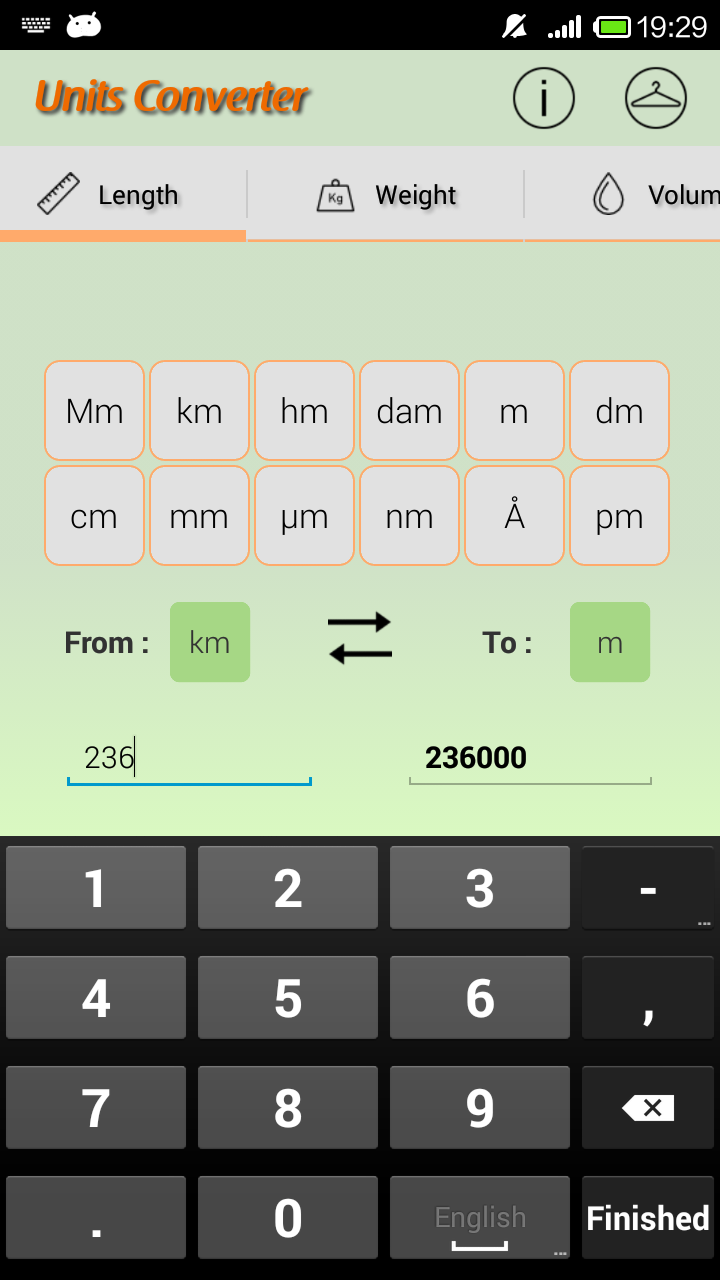 19:29
Units Converter
Length Weight Volum
Kg
Mm km hm dam m dm
cm mm µm nm Å pm
From : km To : m
236 236000
1 2 3 -
4 5 6 ,
7 8 9
. 0 English Finished